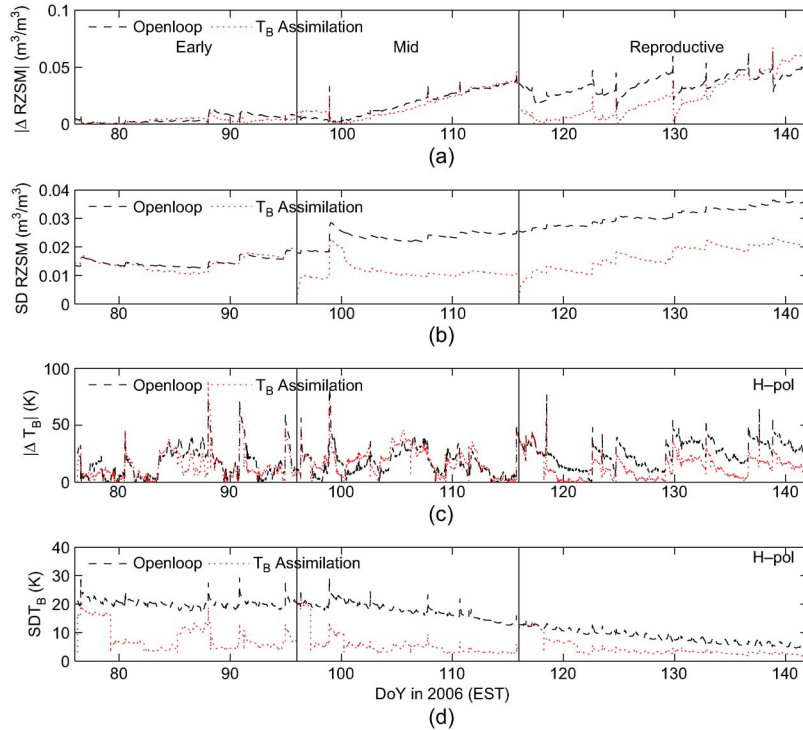 0.1
Openloop T_B Assimilation
Early Mid Reproductive
0.05
0
|Δ RZSM| (m³/m³)
80 90 100 110 120 130 140
(a)
0.04
Openloop T_B Assimilation
0.03
0.02
0.01
0
SD RZSM (m³/m³)
80 90 100 110 120 130 140
(b)
100
Openloop T_B Assimilation H–pol
50
0
|Δ T_B| (K)
80 90 100 110 120 130 140
(c)
40
Openloop T_B Assimilation H–pol
30
20
10
0
SDT_B (K)
80 90 100 110 120 130 140
DoY in 2006 (EST)
(d)